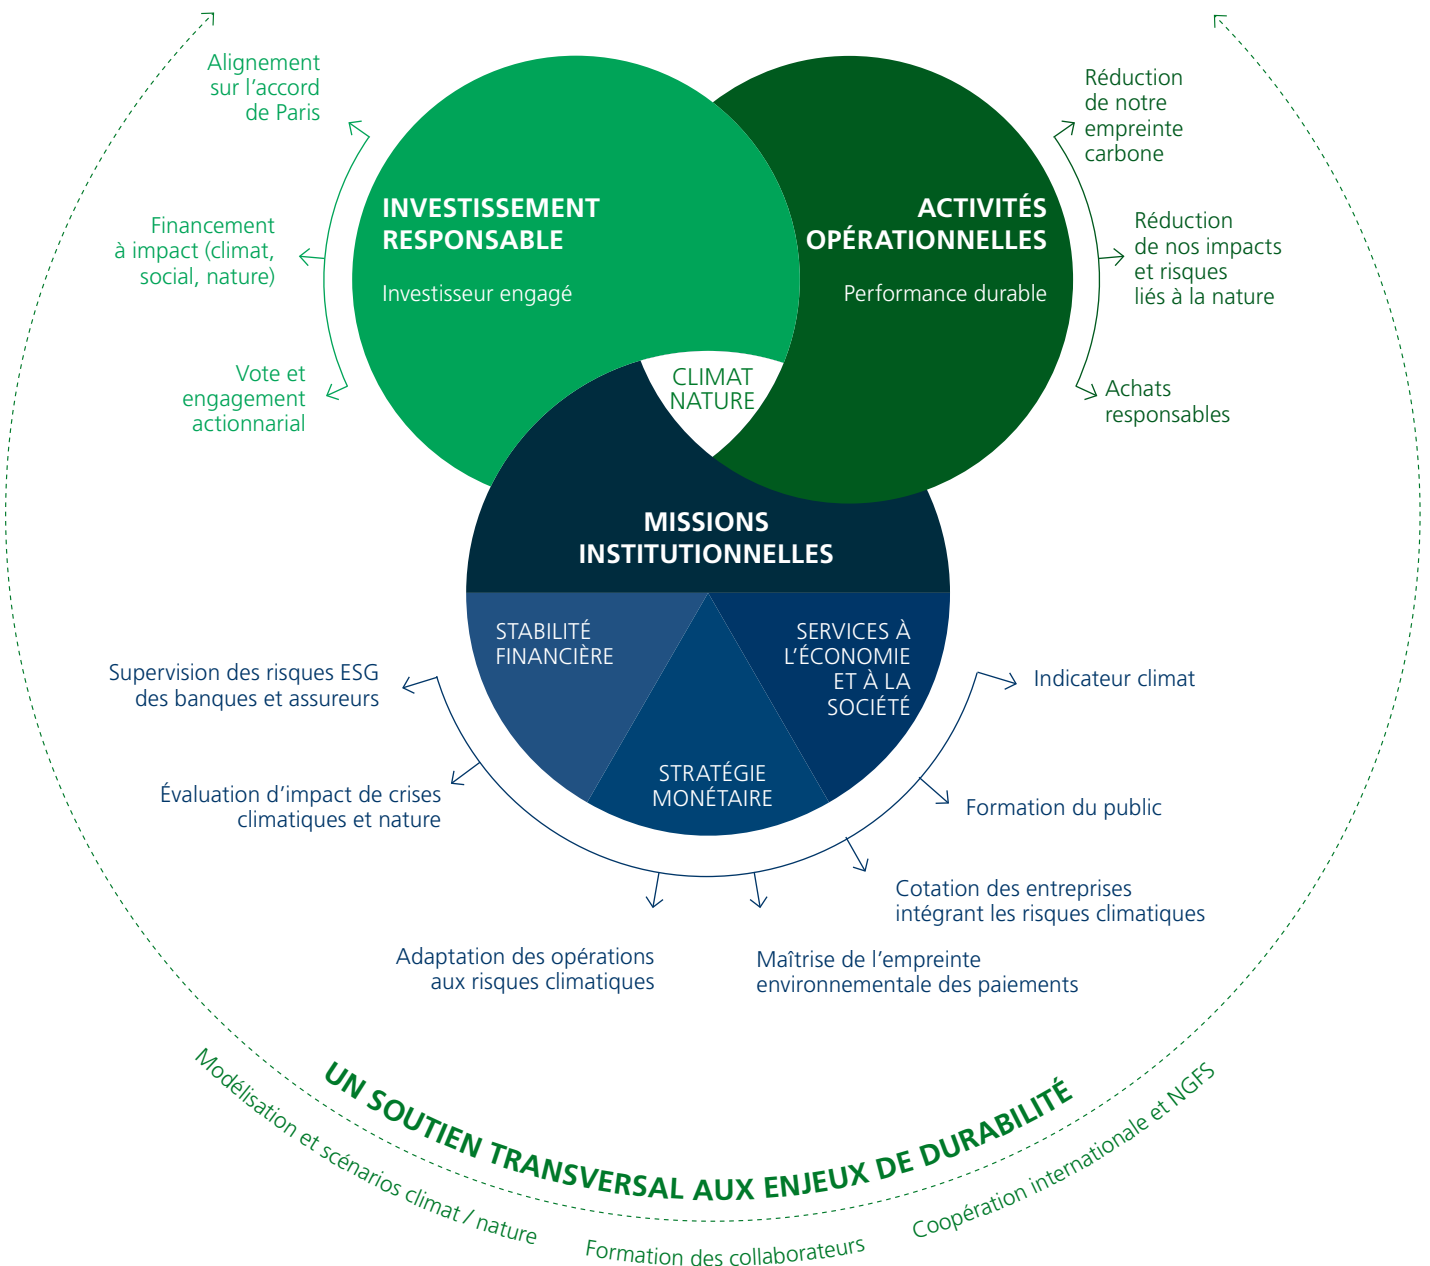 Alignement
sur l'accord
de Paris
Financement
à impact (climat,
social, nature)
Vote et
engagement
actionnarial
INVESTISSEMENT
RESPONSABLE
Investisseur engagé
ACTIVITÉS
OPÉRATIONNELLES
Performance durable
Réduction
de notre
empreinte
carbone
Réduction
de nos impacts
et risques
liés à la nature
Achats
responsables
CLIMAT
NATURE
MISSIONS
INSTITUTIONNELLES
STABILITÉ
FINANCIÈRE
STRATÉGIE
MONÉTAIRE
SERVICES À
L'ÉCONOMIE
ET À LA
SOCIÉTÉ
Supervision des risques ESG
des banques et assureurs
Évaluation d'impact de crises
climatiques et nature
Adaptation des opérations
aux risques climatiques
Maîtrise de l'empreinte
environnementale des paiements
Cotation des entreprises
intégrant les risques climatiques
Formation du public
Indicateur climat
UN SOUTIEN TRANSVERSAL AUX ENJEUX DE DURABILITÉ
Modélisation et scénarios climat / nature
Formation des collaborateurs
Coopération internationale et NGFS